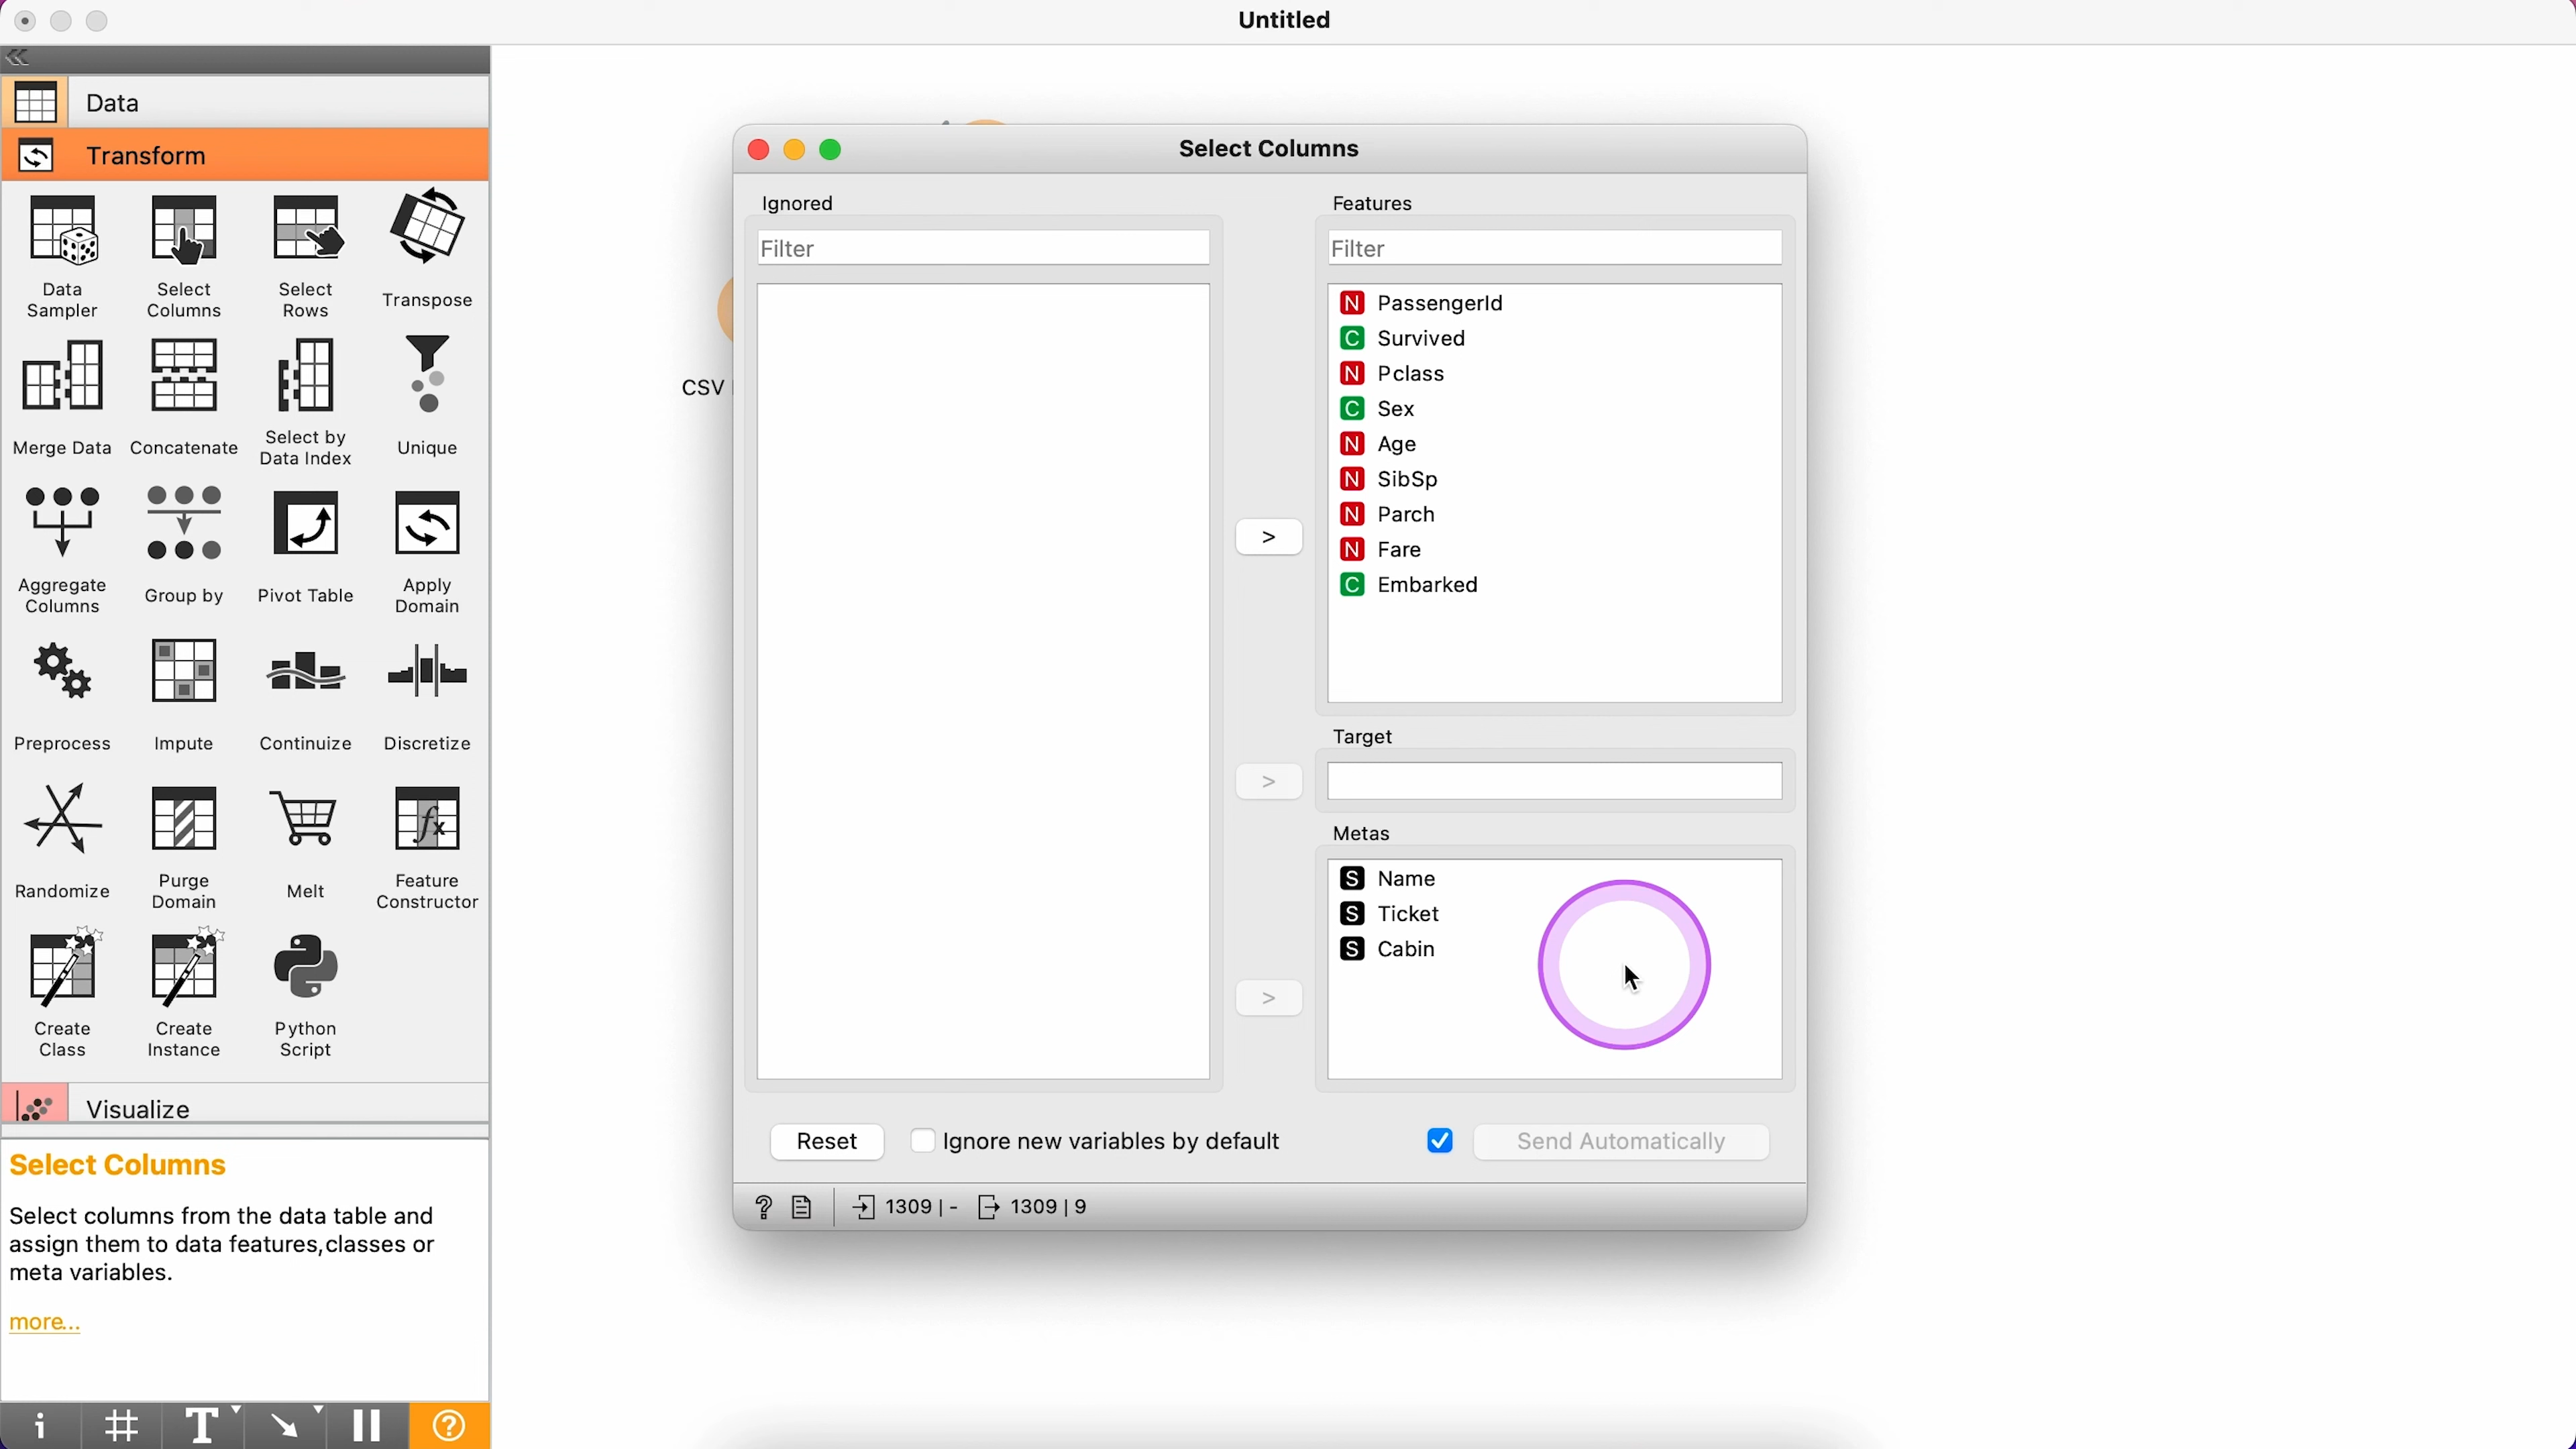 Untitled
Data
Transform
Data
Sampler
Select
Columns
Select
Rows
Transpose
Merge Data
Concatenate
Select by
Data Index
Unique
Aggregate
Columns
Group by
Pivot Table
Apply
Domain
Preprocess
Impute
Continuize
Discretize
Randomize
Purge
Domain
Melt
Feature
Constructor
Create
Class
Create
Instance
Python
Script
Visualize
Select Columns
Select columns from the data table and
assign them to data features,classes or
meta variables.
more...
CSV
Select Columns
Ignored
Filter
Features
Filter
N PassengerId
C Survived
N Pclass
C Sex
N Age
N SibSp
N Parch
N Fare
C Embarked
>
Target
>
Metas
S Name
S Ticket
S Cabin
>
Reset
Ignore new variables by default
Send Automatically
? 1309 | - 1309 | 9
i # T ?